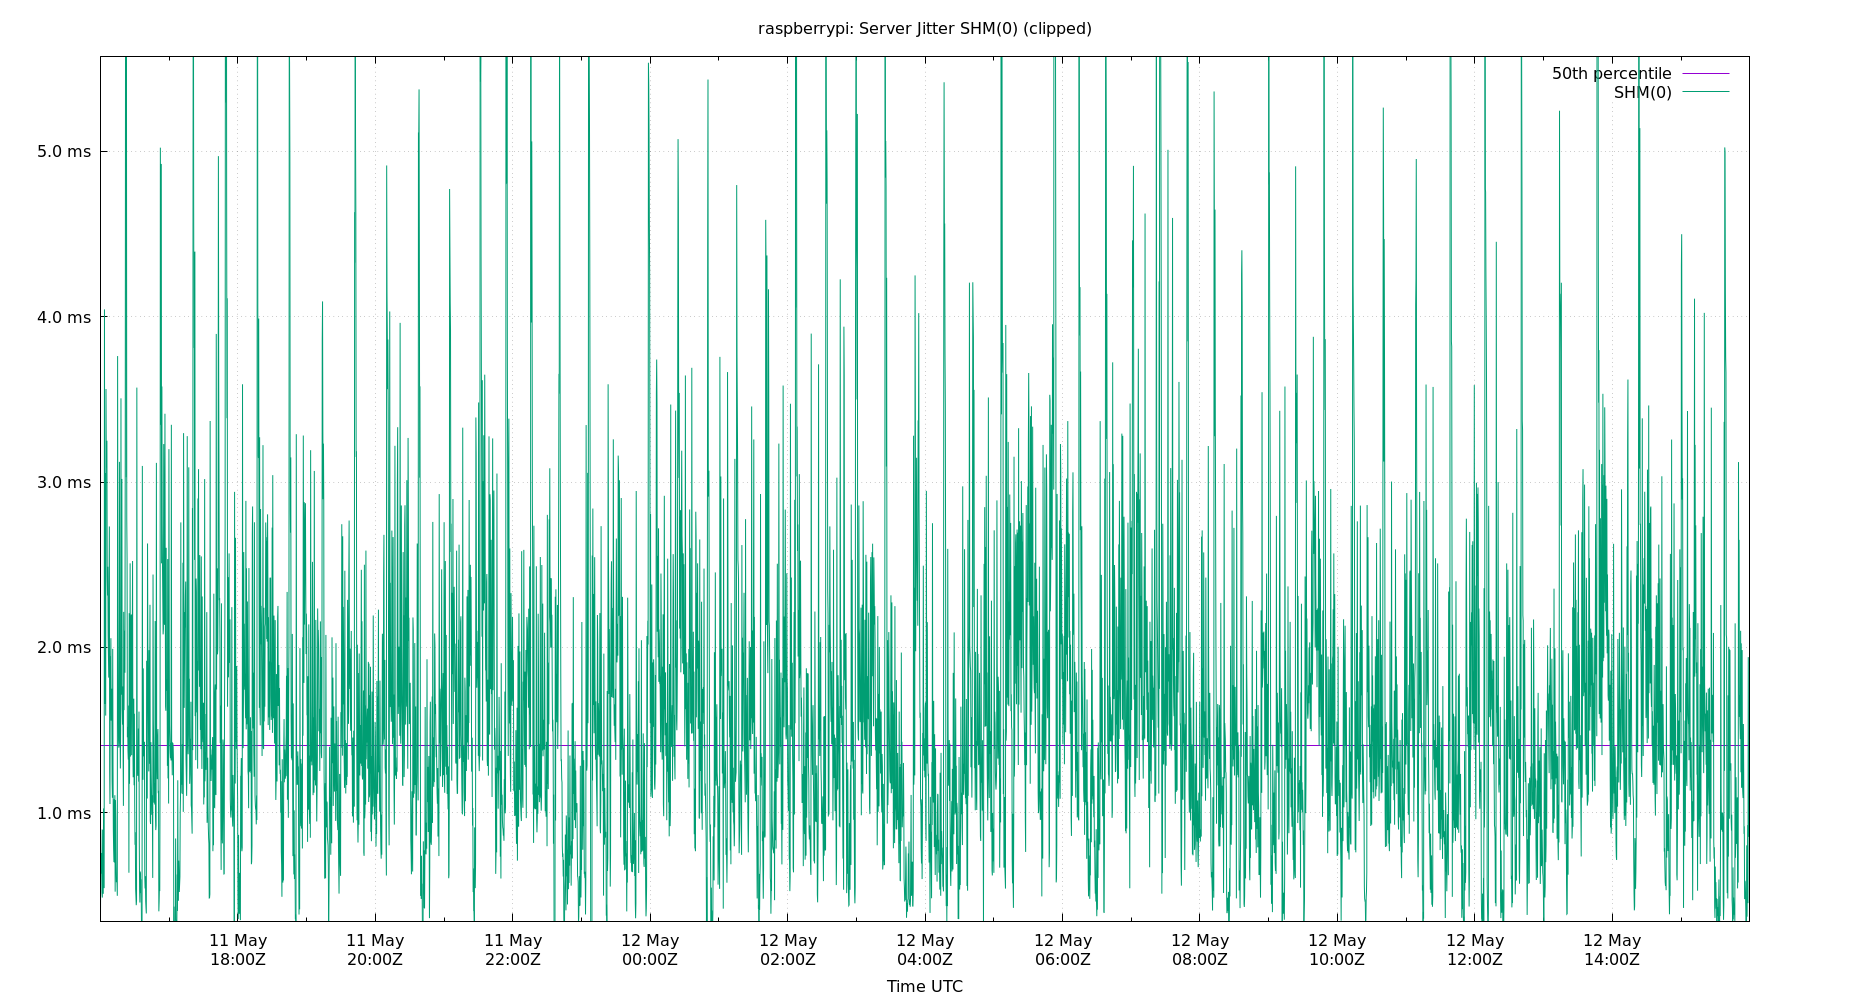 raspberrypi: Server Jitter SHM(0) (clipped)
50th percentile
SHM(0)
5.0 ms
4.0 ms
3.0 ms
2.0 ms
1.0 ms
11 May 11 May 11 May 12 May 12 May 12 May 12 May 12 May 12 May 12 May 12 May
18:00Z 20:00Z 22:00Z 00:00Z 02:00Z 04:00Z 06:00Z 08:00Z 10:00Z 12:00Z 14:00Z
Time UTC